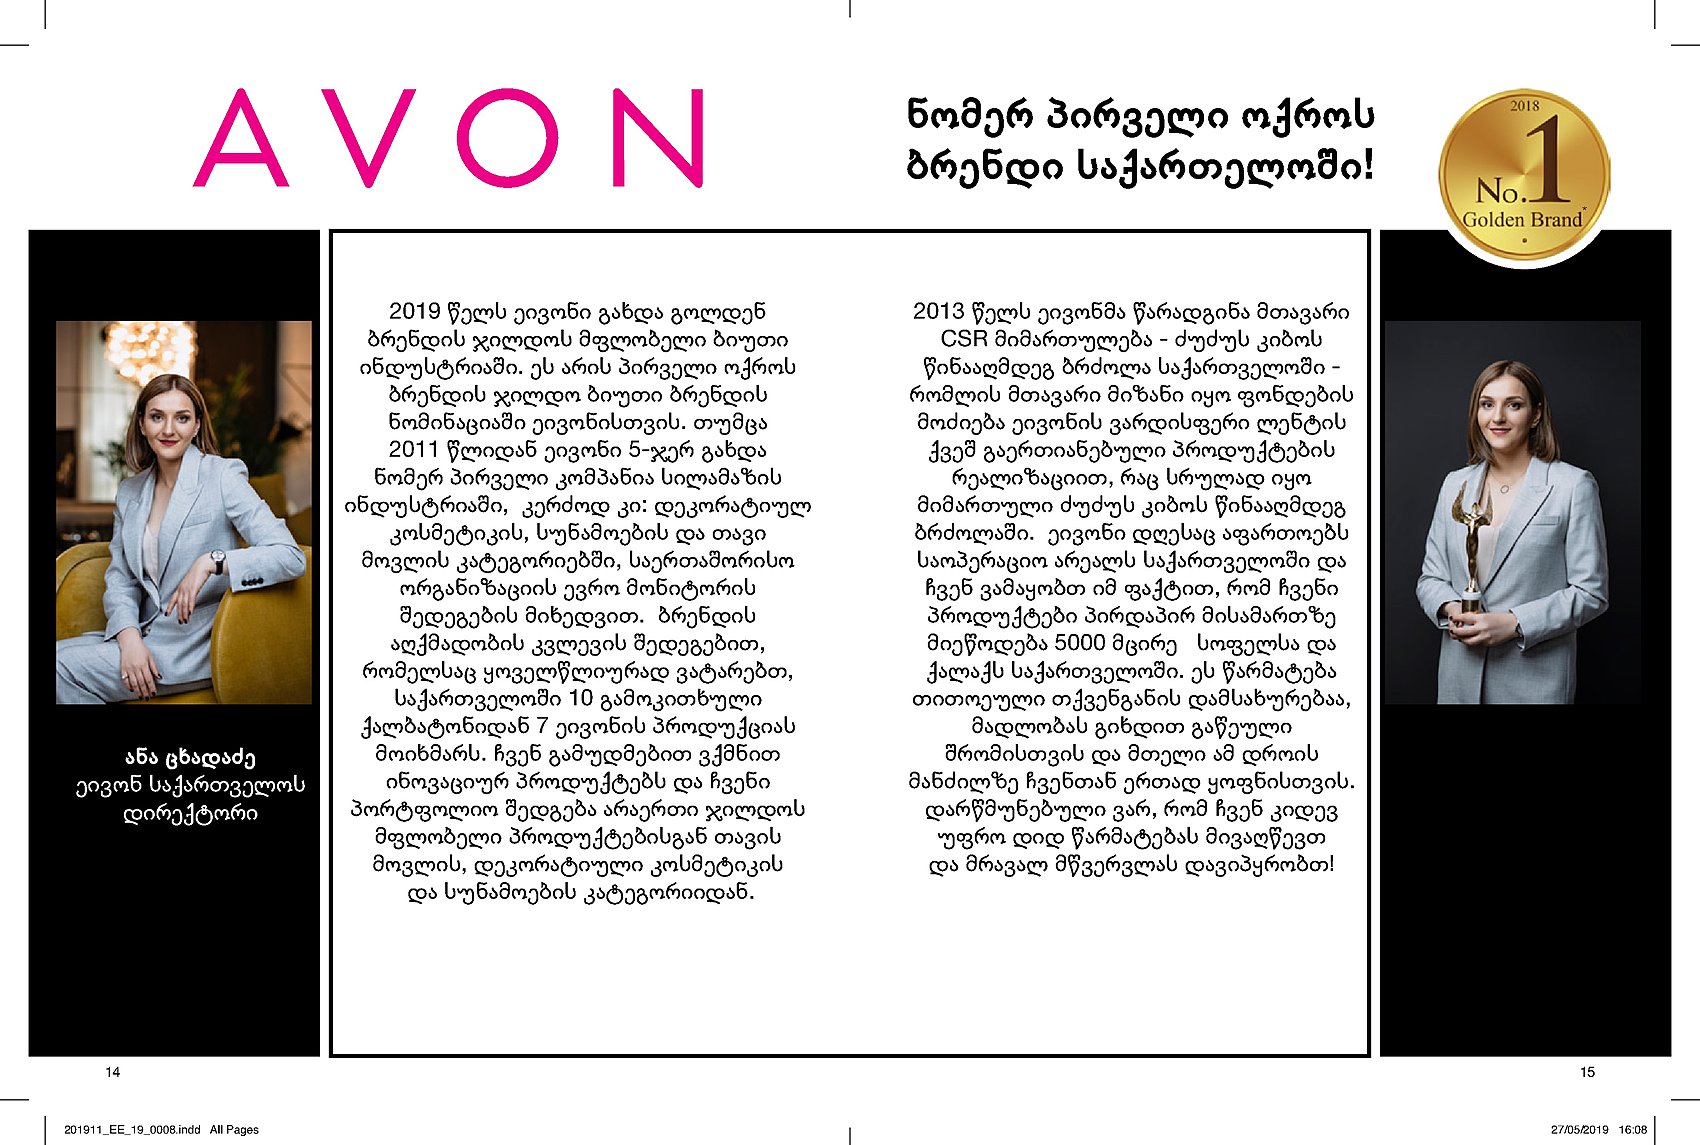 AVON
ნომერ პირველი ოქროს
ბრენდი საქართელოში!
2018
No.1
Golden Brand*
2019 წელს ეივონი გახდა გოლდენ
ბრენდის ჯილდოს მფლობელი ბიუთი
ინდუსტრიაში. ეს არის პირველი ოქროს
ბრენდის ჯილდო ბიუთი ბრენდის
ნომინაციაში ეივონისთვის. თუმცა
2011 წლიდან ეივონი 5-ჯერ გახდა
ნომერ პირველი კომპანია სილამაზის
ინდუსტრიაში, კერძოდ კი: დეკორატიულ
კოსმეტიკის, სუნამოების და თავი
მოვლის კატეგორიებში, საერთაშორისო
ორგანიზაციის ევრო მონიტორის
შედეგების მიხედვით. ბრენდის
აღქმადობის კვლევის შედეგებით,
რომელსაც ყოველწლიურად ვატარებთ,
საქართველოში 10 გამოკითხული
ქალბატონიდან 7 ეივონის პროდუქციას
მოიხმარს. ჩვენ გამუდმებით ვქმნით
ინოვაციურ პროდუქტებს და ჩვენი
პორტფოლიო შედგება არაერთი ჯილდოს
მფლობელი პროდუქტებისგან თავის
მოვლის, დეკორატიული კოსმეტიკის
და სუნამოების კატეგორიიდან.
2013 წელს ეივონმა წარადგინა მთავარი
CSR მიმართულება - ძუძუს კიბოს
წინააღმდეგ ბრძოლა საქართველოში -
რომლის მთავარი მიზანი იყო ფონდების
მოძიება ეივონის ვარდისფერი ლენტის
ქვეშ გაერთიანებული პროდუქტების
რეალიზაციით, რაც სრულად იყო
მიმართული ძუძუს კიბოს წინააღმდეგ
ბრძოლაში. ეივონი დღესაც აფართოებს
საოპერაციო არეალს საქართველოში და
ჩვენ ვამაყობთ იმ ფაქტით, რომ ჩვენი
პროდუქტები პირდაპირ მისამართზე
მიეწოდება 5000 მცირე სოფელსა და
ქალაქს საქართველოში. ეს წარმატება
თითოეული თქვენგანის დამსახურებაა,
მადლობას გიხდით გაწეული
შრომისთვის და მთელი ამ დროის
მანძილზე ჩვენთან ერთად ყოფნისთვის.
დარწმუნებული ვარ, რომ ჩვენ კიდევ
უფრო დიდ წარმატებას მივაღწევთ
და მრავალ მწვერვლას დავიპყრობთ!
ანა ცხადაძე
ეივონ საქართველოს
დირექტორი
14
15
201911_EE_19_0008.indd All Pages
27/05/2019 16:08